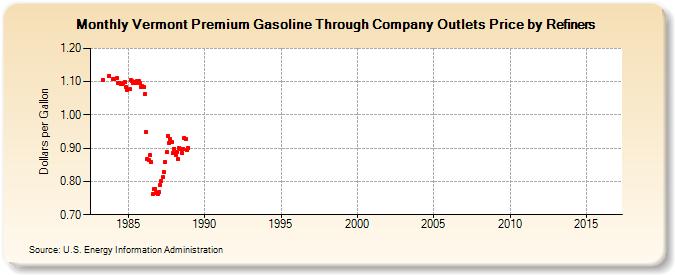 Monthly Vermont Premium Gasoline Through Company Outlets Price by Refiners
Dollars per Gallon
1.20
1.10
1.00
0.90
0.80
0.70
1985 1990 1995 2000 2005 2010 2015
Source: U.S. Energy Information Administration